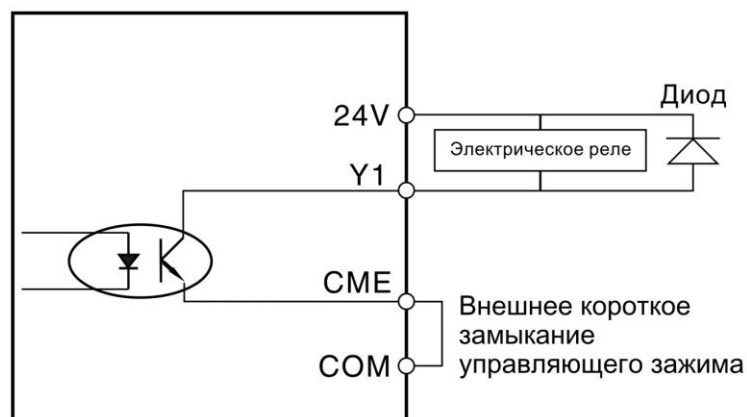 Диод
24V
Электрическое реле
Y1
CME
Внешнее короткое
замыкание
управляющего зажима
COM